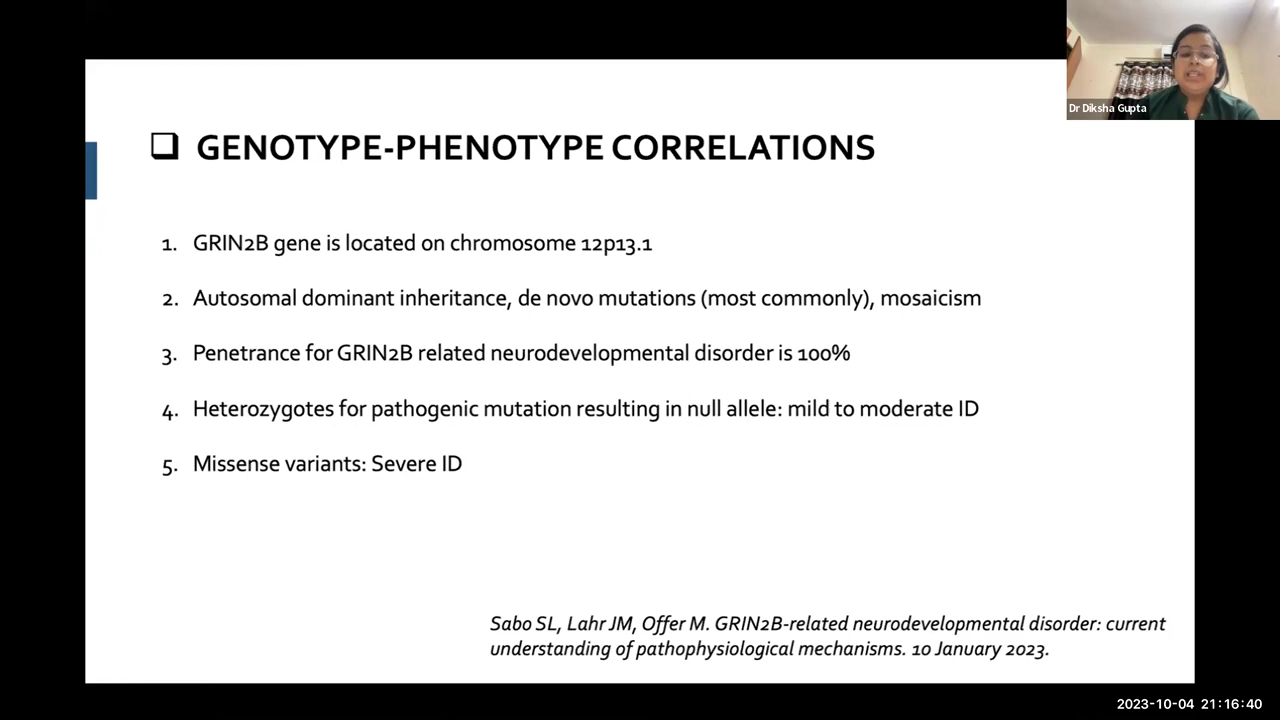 Dr Diksha Gupta
GENOTYPE-PHENOTYPE CORRELATIONS
1. GRIN2B gene is located on chromosome 12p13.1
2. Autosomal dominant inheritance, de novo mutations (most commonly), mosaicism
3. Penetrance for GRIN2B related neurodevelopmental disorder is 100%
4. Heterozygotes for pathogenic mutation resulting in null allele: mild to moderate ID
5. Missense variants: Severe ID
Sabo SL, Lahr JM, Offer M. GRIN2B-related neurodevelopmental disorder: current
understanding of pathophysiological mechanisms. 10 January 2023.
2023-10-04 21:16:40